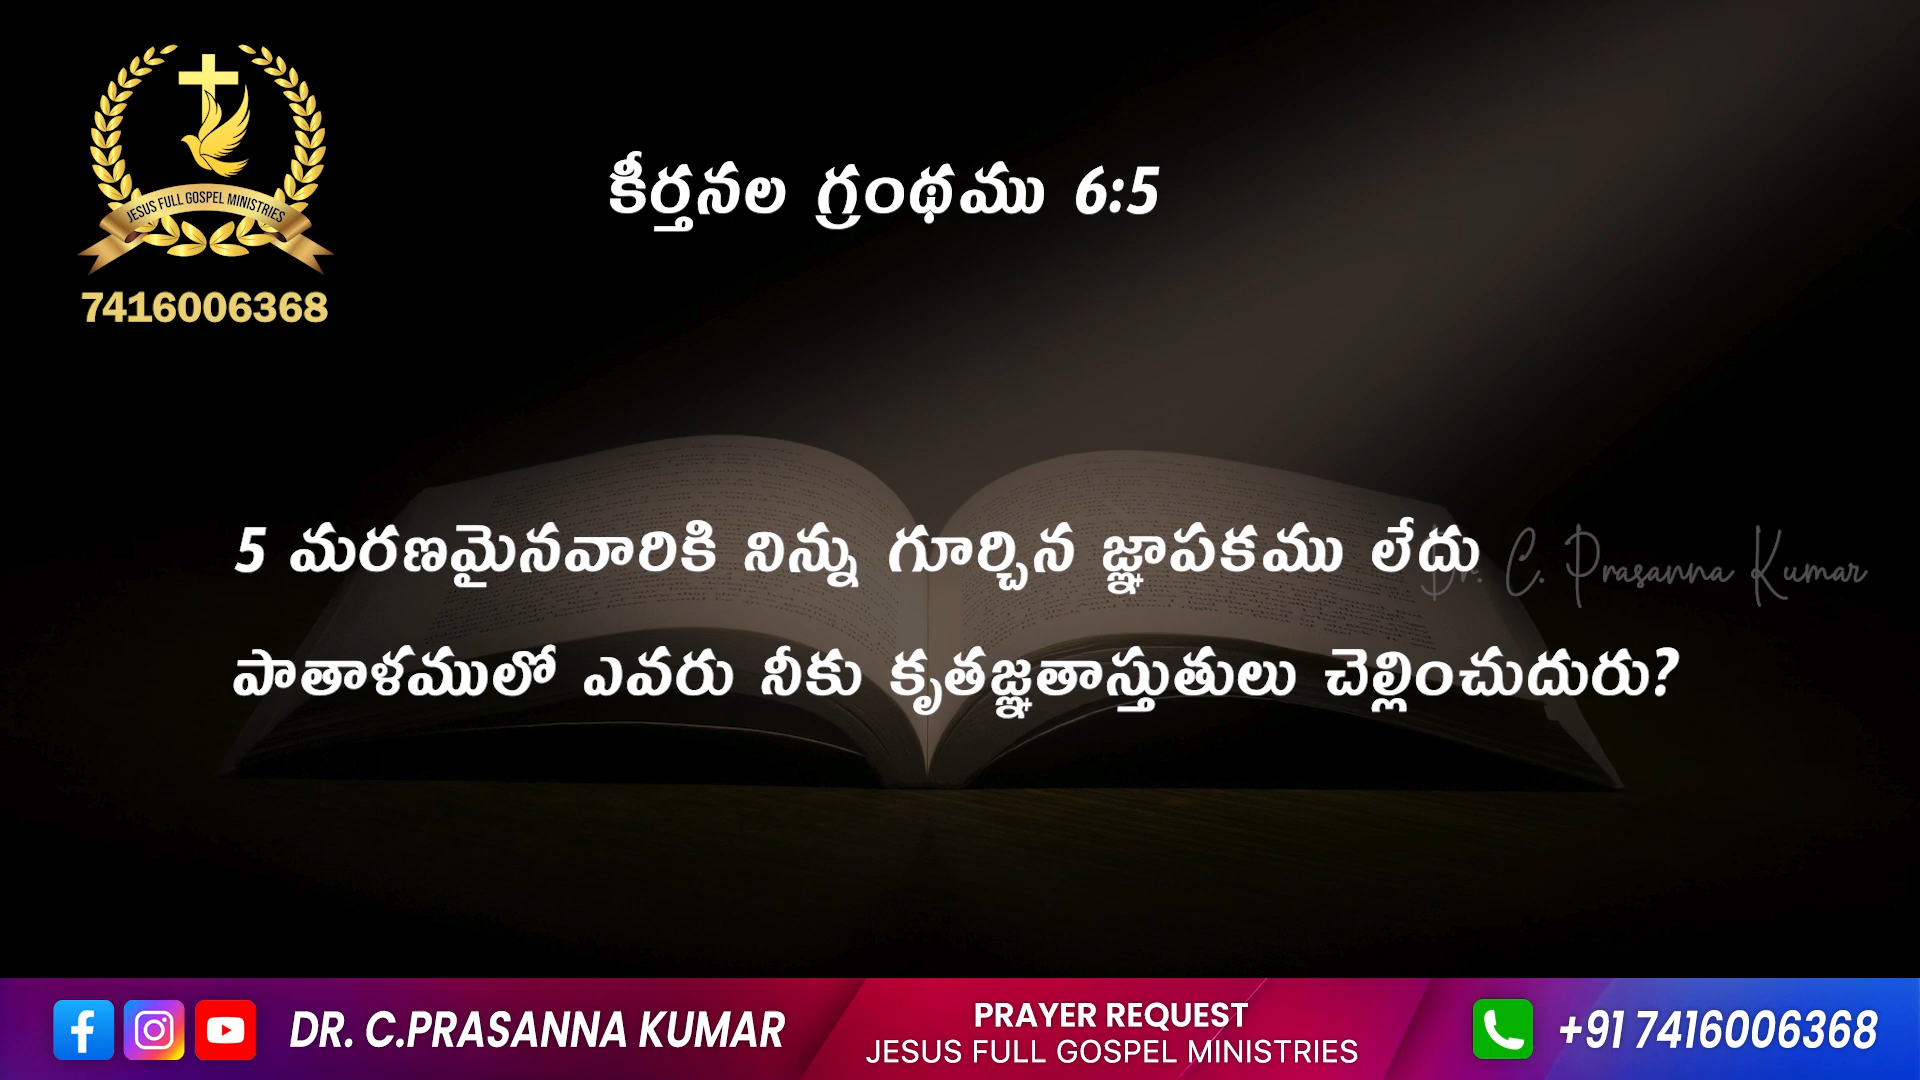 JESUS FULL GOSPEL MINISTRIES
7416006368
కీర్తనల గ్రంథము 6:5
5 మరణమైనవారికి నిన్ను గూర్చిన జ్ఞాపకము లేదు
Dr. C. Prasanna Kumar
పాతాళములో ఎవరు నీకు కృతజ్ఞతాస్తుతులు చెల్లించుదురు?
DR. C.PRASANNA KUMAR
PRAYER REQUEST
JESUS FULL GOSPEL MINISTRIES
+91 7416006368